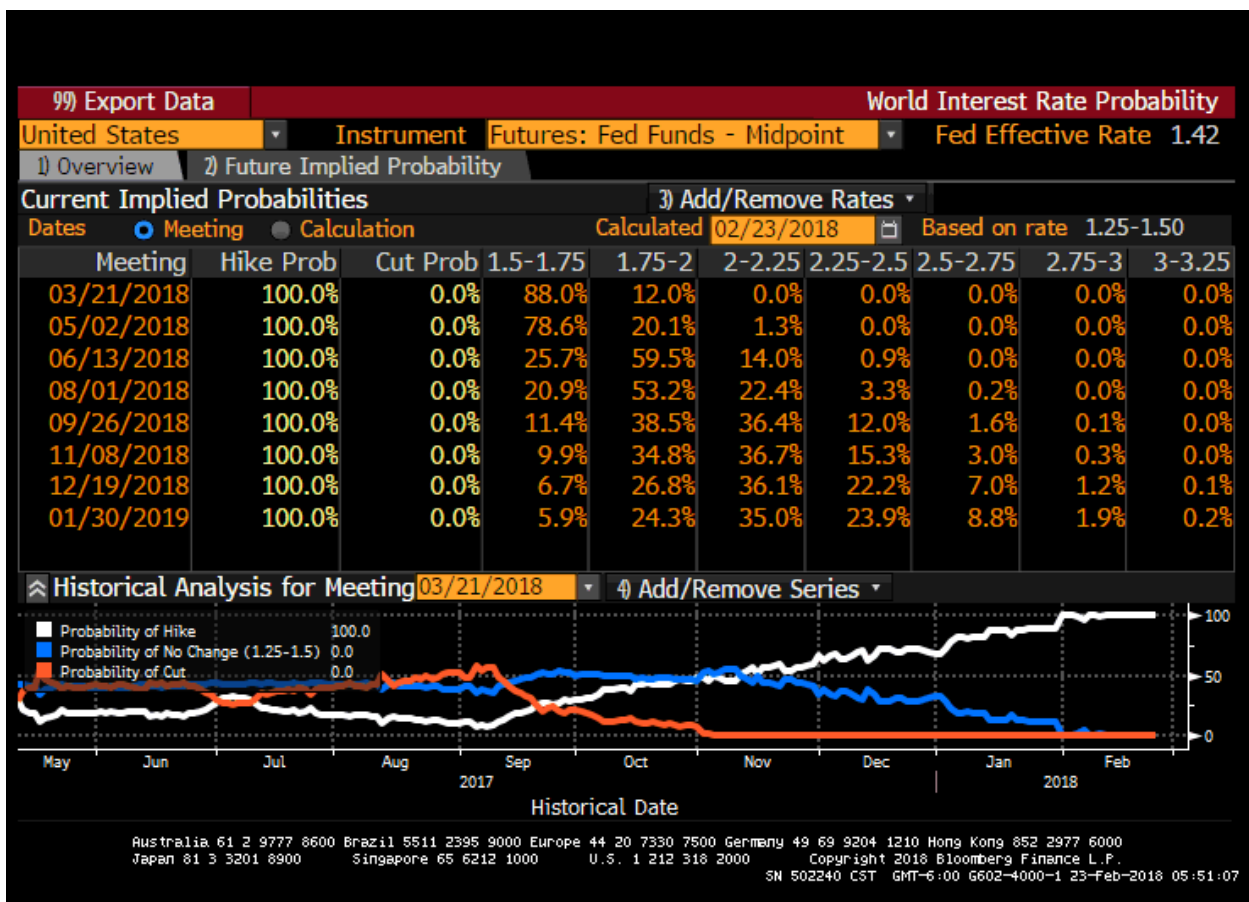 99) Export Data World Interest Rate Probability
United States Instrument Futures: Fed Funds - Midpoint Fed Effective Rate 1.42
1) Overview 2) Future Implied Probability
Current Implied Probabilities 3) Add/Remove Rates
Dates Meeting Calculation Calculated 02/23/2018 Based on rate 1.25-1.50
Meeting Hike Prob Cut Prob 1.5-1.75 1.75-2 2-2.25 2.25-2.5 2.5-2.75 2.75-3 3-3.25
03/21/2018 100.0% 0.0% 88.0% 12.0% 0.0% 0.0% 0.0% 0.0% 0.0%
05/02/2018 100.0% 0.0% 78.6% 20.1% 1.3% 0.0% 0.0% 0.0% 0.0%
06/13/2018 100.0% 0.0% 25.7% 59.5% 14.0% 0.9% 0.0% 0.0% 0.0%
08/01/2018 100.0% 0.0% 20.9% 53.2% 22.4% 3.3% 0.2% 0.0% 0.0%
09/26/2018 100.0% 0.0% 11.4% 38.5% 36.4% 12.0% 1.6% 0.1% 0.0%
11/08/2018 100.0% 0.0% 9.9% 34.8% 36.7% 15.3% 3.0% 0.3% 0.0%
12/19/2018 100.0% 0.0% 6.7% 26.8% 36.1% 22.2% 7.0% 1.2% 0.1%
01/30/2019 100.0% 0.0% 5.9% 24.3% 35.0% 23.9% 8.8% 1.9% 0.2%
Historical Analysis for Meeting 03/21/2018 4) Add/Remove Series
Probability of Hike 100.0
Probability of No Change (1.25-1.5) 0.0
Probability of Cut 0.0
100
50
0
May Jun Jul Aug Sep Oct Nov Dec Jan Feb
2017 2018
Historical Date
Australia 61 2 9777 8600 Brazil 5511 2395 9000 Europe 44 20 7330 7500 Germany 49 69 9204 1210 Hong Kong 852 2977 6000
Japan 81 3 3201 8900 Singapore 65 6212 1000 U.S. 1 212 318 2000 Copyright 2018 Bloomberg Finance L.P.
SN 502240 CST GMT-6:00 G602-4000-1 23-Feb-2018 05:51:07